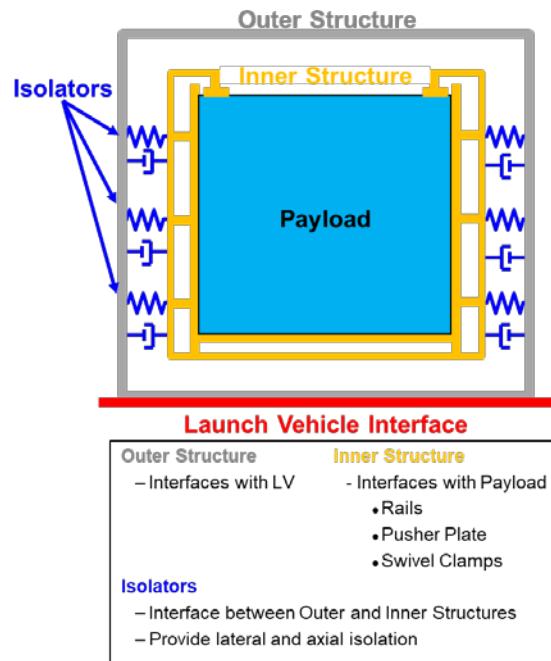 Outer Structure
Inner Structure
Isolators
Payload
Launch Vehicle Interface
Outer Structure
– Interfaces with LV
Inner Structure
- Interfaces with Payload
• Rails
• Pusher Plate
• Swivel Clamps
Isolators
– Interface between Outer and Inner Structures
– Provide lateral and axial isolation